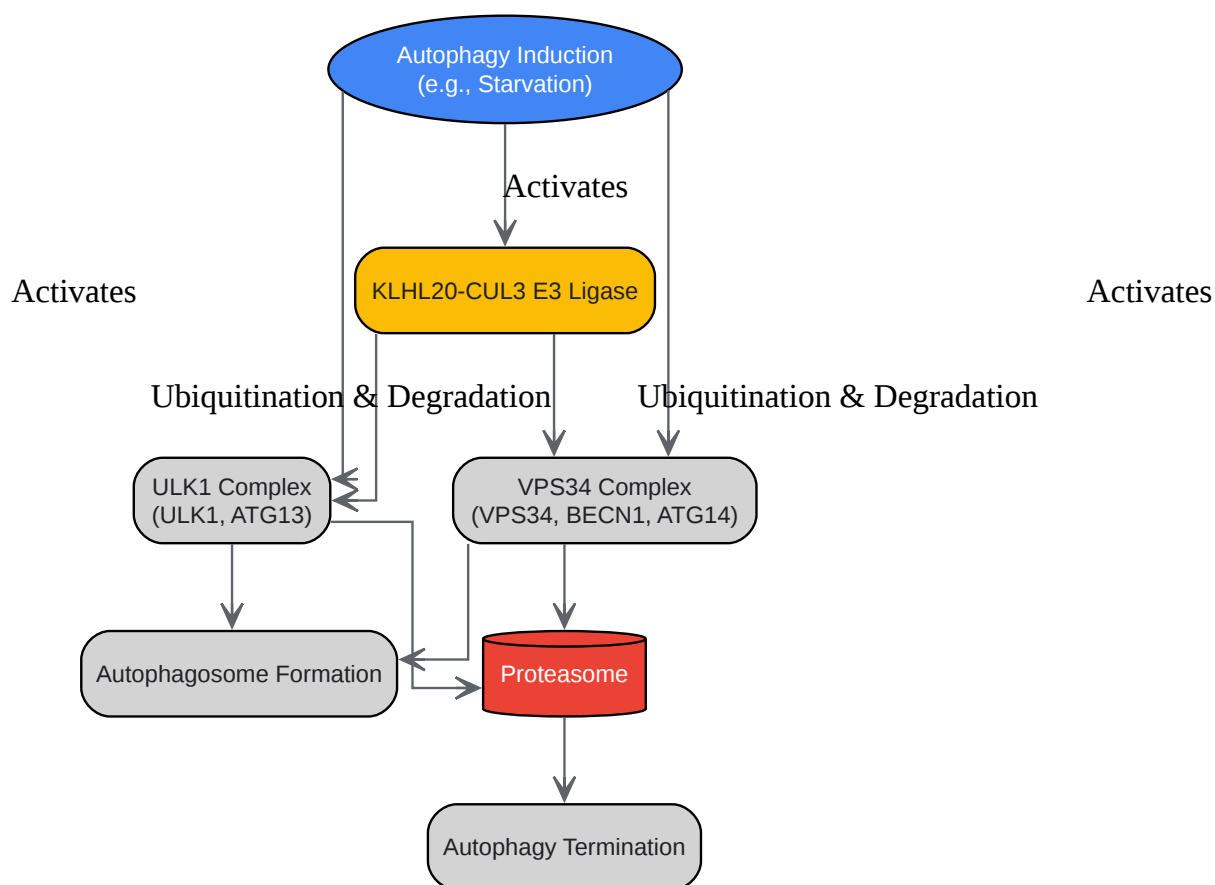 Autophagy Induction
(e.g., Starvation)
Activates
KLHL20-CUL3 E3 Ligase
Activates
Activates
Ubiquitination & Degradation
Ubiquitination & Degradation
ULK1 Complex
(ULK1, ATG13)
VPS34 Complex
(VPS34, BECN1, ATG14)
Autophagosome Formation
Proteasome
Autophagy Termination